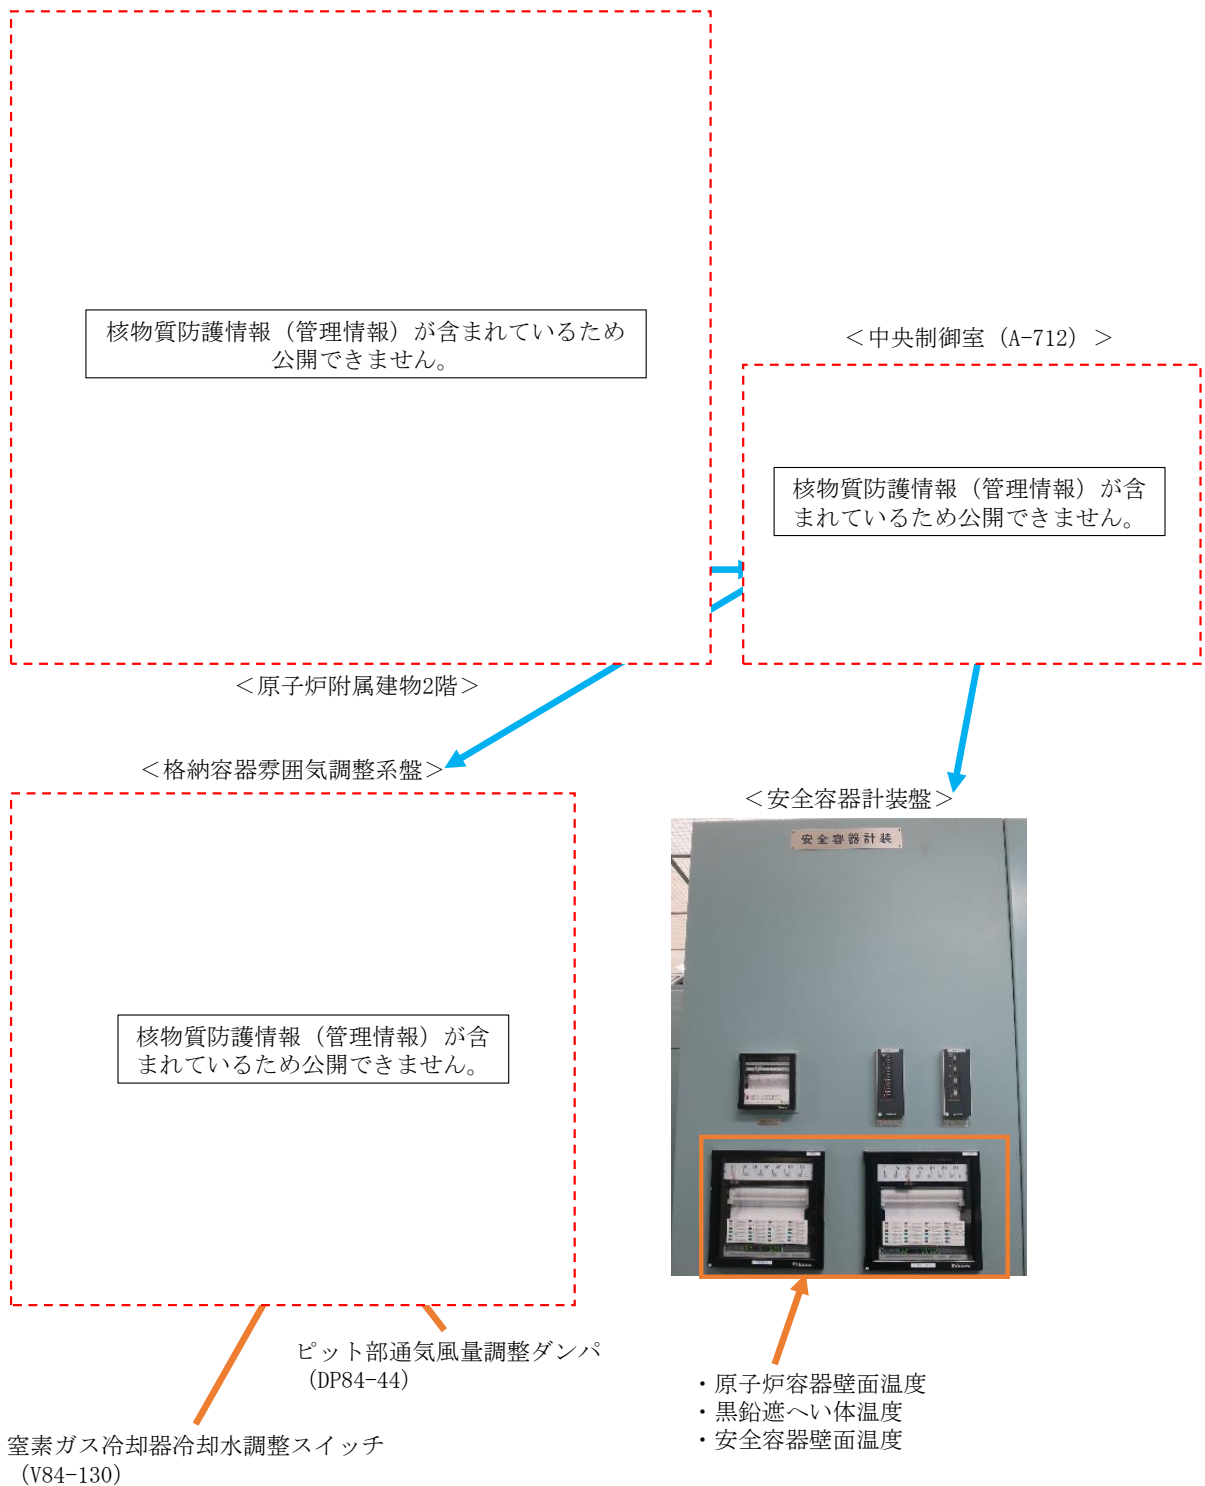 核物質防護情報（管理情報）が含まれているため
公開できません。
＜中央制御室（A-712）＞
核物質防護情報（管理情報）が含
まれているため公開できません。
＜原子炉附属建物2階＞
＜格納容器雰囲気調整系盤＞
＜安全容器計装盤＞
安全容器計装
核物質防護情報（管理情報）が含
まれているため公開できません。
ピット部通気風量調整ダンパ
（DP84-44）
・原子炉容器壁面温度
・黒鉛遮へい体温度
・安全容器壁面温度
窒素ガス冷却器冷却水調整スイッチ
（V84-130）